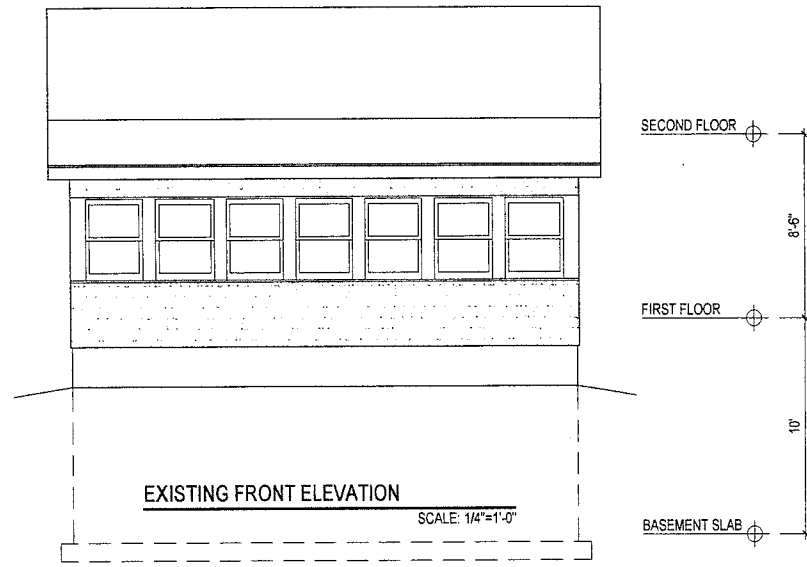 SECOND FLOOR
8'-6"
FIRST FLOOR
10'
EXISTING FRONT ELEVATION
SCALE: 1/4"=1'-0"
BASEMENT SLAB